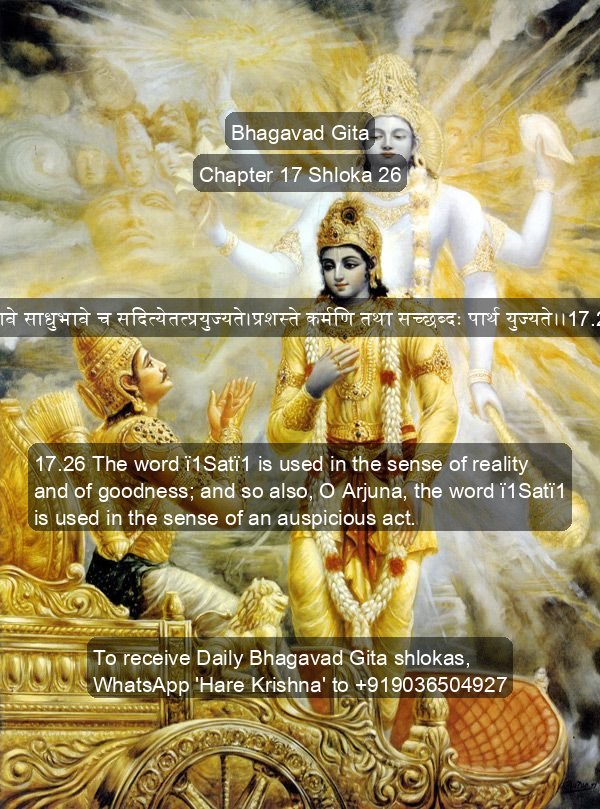 Bhagavad Gita
Chapter 17 Shloka 26
साधुभावे च सदित्येतत्प्रयुज्यते।प्रशस्ते कर्मणि तथा सच्छब्दः पार्थ युज्यते।।17.2
17.26 The word ï1Satï1 is used in the sense of reality
and of goodness; and so also, O Arjuna, the word ï1Satï1
is used in the sense of an auspicious act.
To receive Daily Bhagavad Gita shlokas,
WhatsApp 'Hare Krishna' to +919036504927